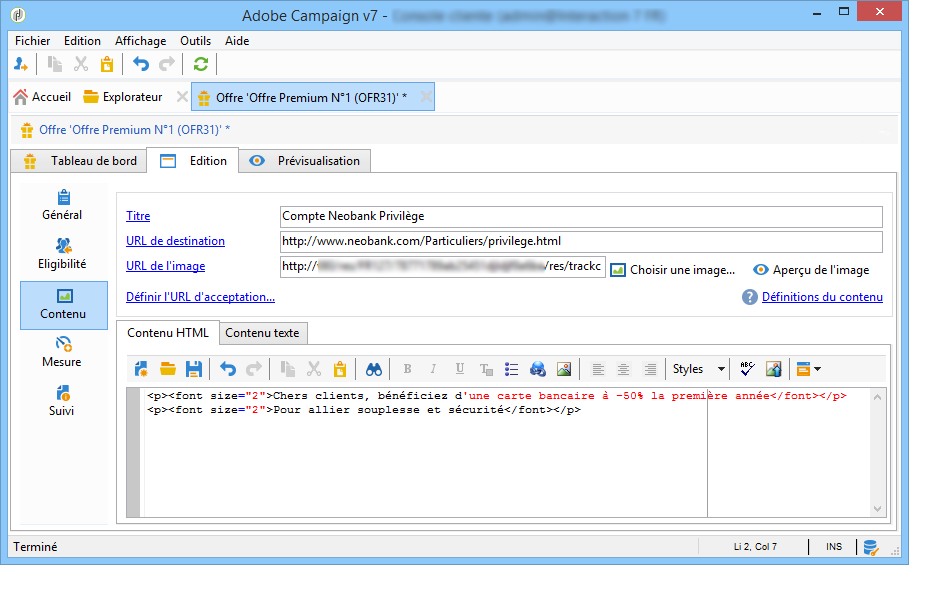 Adobe Campaign v7 -
Fichier Edition Affichage Outils Aide
Accueil Explorateur Offre 'Offre Premium N°1 (OFR31)' *
Offre 'Offre Premium N°1 (OFR31)' *
Tableau de bord Edition Prévisualisation
Général
Eligibilité
Contenu
Mesure
Suivi
Titre Compte Neobank Privilège
URL de destination http://www.neobank.com/Particuliers/privilege.html
URL de l'image http:// /res/trackc Choisir une image... Aperçu de l'image
Définir l'URL d'acceptation... Définitions du contenu
Contenu HTML Contenu texte
B I U T Styles ABC
<p><font size="2">Chers clients, bénéficiez d'une carte bancaire à -50% la première année</font></p>
<p><font size="2">Pour allier souplesse et sécurité</font></p>
Terminé Li 2, Col 7 INS